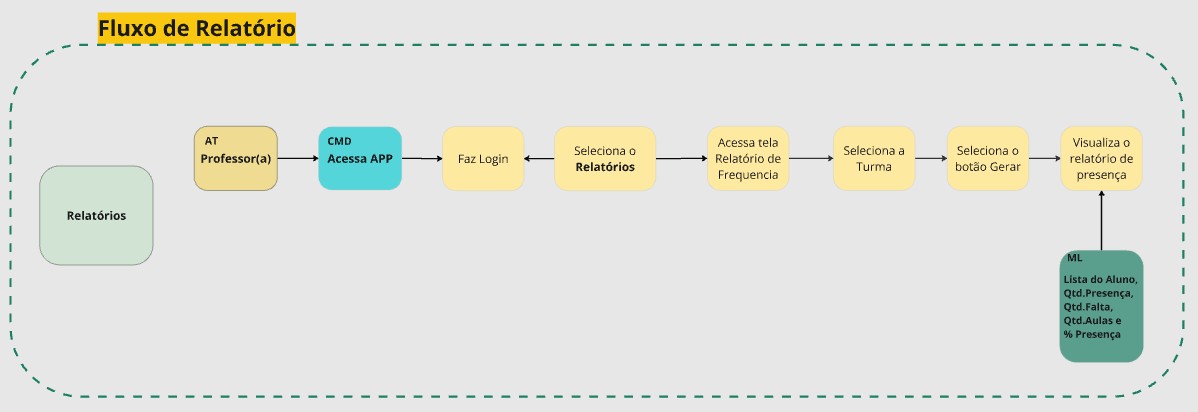 Fluxo de Relatório
Relatórios
AT
Professor(a)
CMD
Acessa APP
Faz Login
Seleciona o
Relatórios
Acessa tela
Relatório de
Frequencia
Seleciona a
Turma
Seleciona o
botão Gerar
Visualiza o
relatório de
presença
ML
Lista do Aluno,
Qtd.Presença,
Qtd.Falta,
Qtd.Aulas e
% Presença